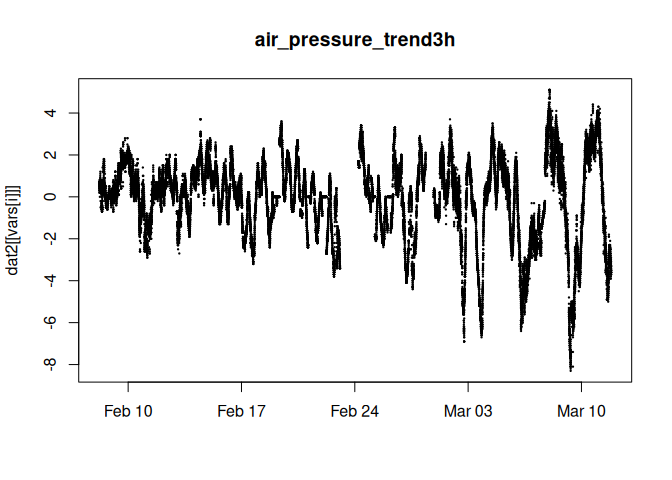 air_pressure_trend3h
dat2[[vars[i]]]
4
2
0
-2
-4
-6
-8
Feb 10
Feb 17
Feb 24
Mar 03
Mar 10